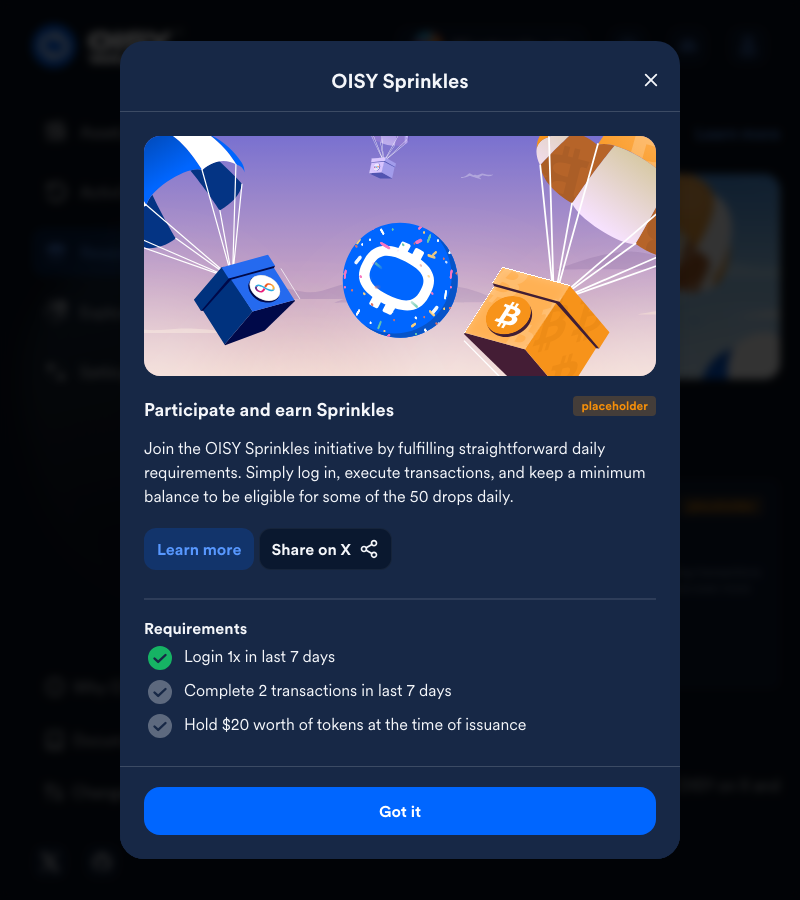 OISY Sprinkles
Participate and earn Sprinkles
placeholder
Join the OISY Sprinkles initiative by fulfilling straightforward daily
requirements. Simply log in, execute transactions, and keep a minimum
balance to be eligible for some of the 50 drops daily.
Learn more
Share on X
Requirements
Login 1x in last 7 days
Complete 2 transactions in last 7 days
Hold $20 worth of tokens at the time of issuance
Got it